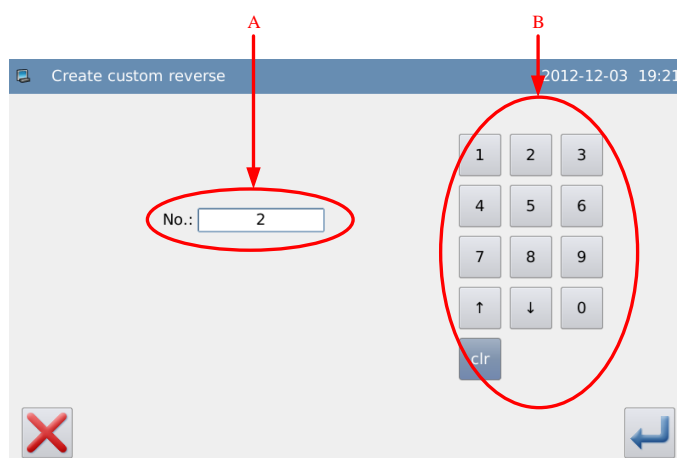 A B
Create custom reverse 2012-12-03 19:21
1 2 3
No.: 2
4 5 6
7 8 9
↑ ↓ 0
clr